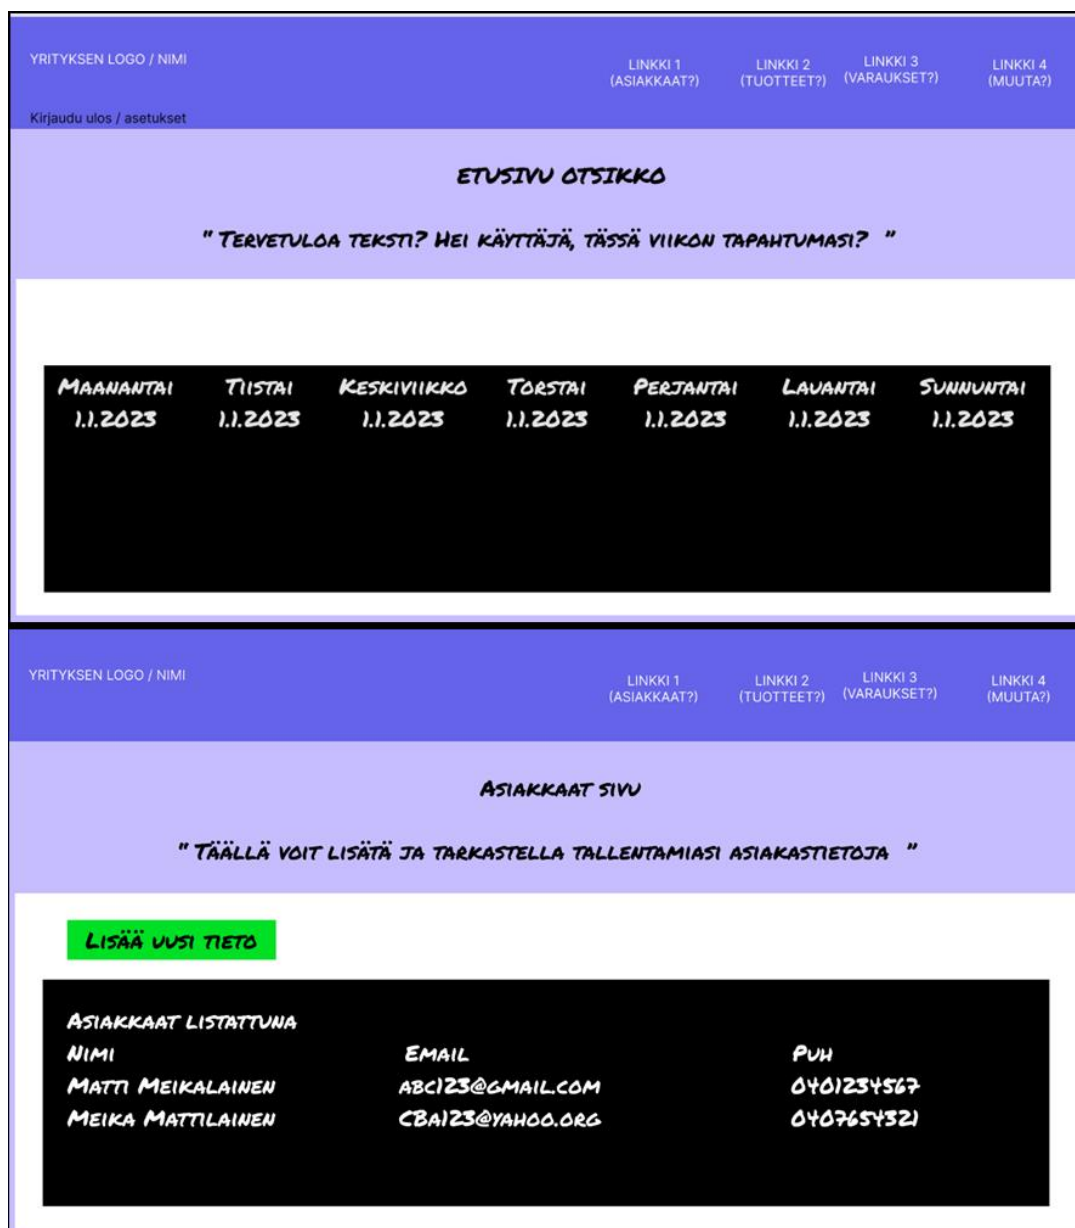 YRITYKSEN LOGO / NIMI
LINKKI 1
(ASIAKKAAT?)
LINKKI 2
(TUOTTEET?)
LINKKI 3
(VARAUKSET?)
LINKKI 4
(MUUTA?)
Kirjaudu ulos / asetukset
ETUSIVU OTSIKKO
" Tervetuloa teksti? Hei käyttäjä, tässä viikon tapahtumasi? "
Maanantai Tiistai Keskiviikko Torstai Perjantai Lauantai Sunnuntai
1.1.2023 1.1.2023 1.1.2023 1.1.2023 1.1.2023 1.1.2023 1.1.2023
YRITYKSEN LOGO / NIMI
LINKKI 1
(ASIAKKAAT?)
LINKKI 2
(TUOTTEET?)
LINKKI 3
(VARAUKSET?)
LINKKI 4
(MUUTA?)
Asiakkaat sivu
" Täällä voit lisätä ja tarkastella tallentamiasi asiakastietoja "
Lisää uusi tieto
Asiakkaat listattuna
Nimi Email Puh
Matti Meikalainen abc123@gmail.com 0401234567
Meika Mattilainen CBa123@yahoo.org 0407654321